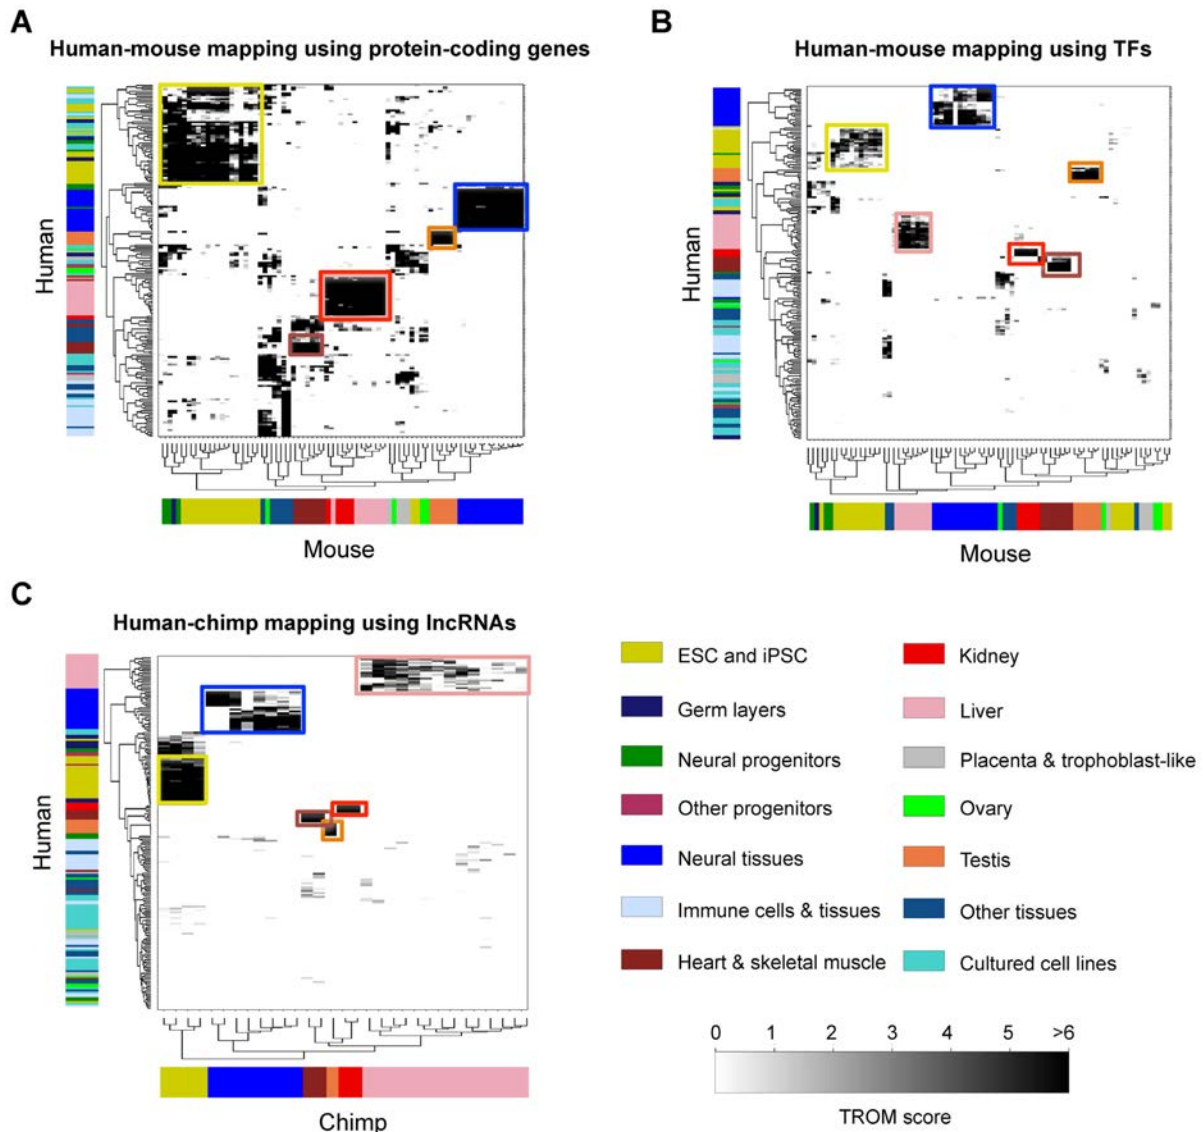 A
Human-mouse mapping using protein-coding genes
Human
Mouse
B
Human-mouse mapping using TFs
Human
Mouse
C
Human-chimp mapping using lncRNAs
Human
Chimp
ESC and iPSC
Germ layers
Neural progenitors
Other progenitors
Neural tissues
Immune cells & tissues
Heart & skeletal muscle
Kidney
Liver
Placenta & trophoblast-like
Ovary
Testis
Other tissues
Cultured cell lines
0 1 2 3 4 5 >6
TROM score